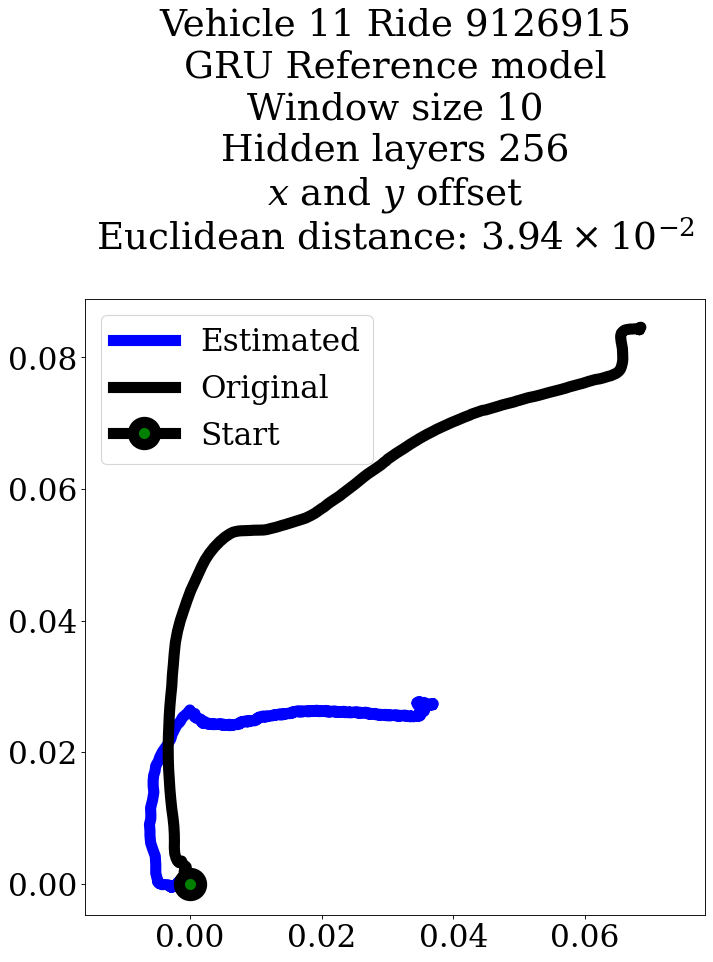 Vehicle 11 Ride 9126915
GRU Reference model
Window size 10
Hidden layers 256
x and y offset
Euclidean distance: 3.94 × 10⁻²
Estimated
Original
Start
0.08
0.06
0.04
0.02
0.00
0.00 0.02 0.04 0.06